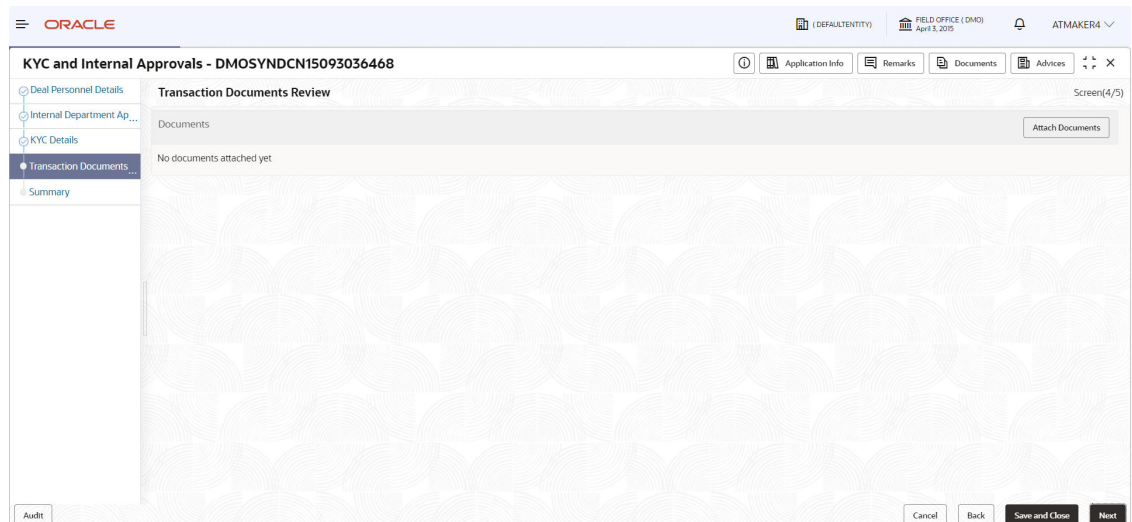 ORACLE
( DEFAULTENTITY)
FIELD OFFICE ( DMO)
April 3, 2015
ATMAKER4
KYC and Internal Approvals - DMOSYNDCN15093036468
Application Info
Remarks
Documents
Advices
Deal Personnel Details
Internal Department Ap...
KYC Details
Transaction Documents ...
Summary
Transaction Documents Review
Screen(4/5)
Documents
Attach Documents
No documents attached yet
Audit
Cancel
Back
Save and Close
Next